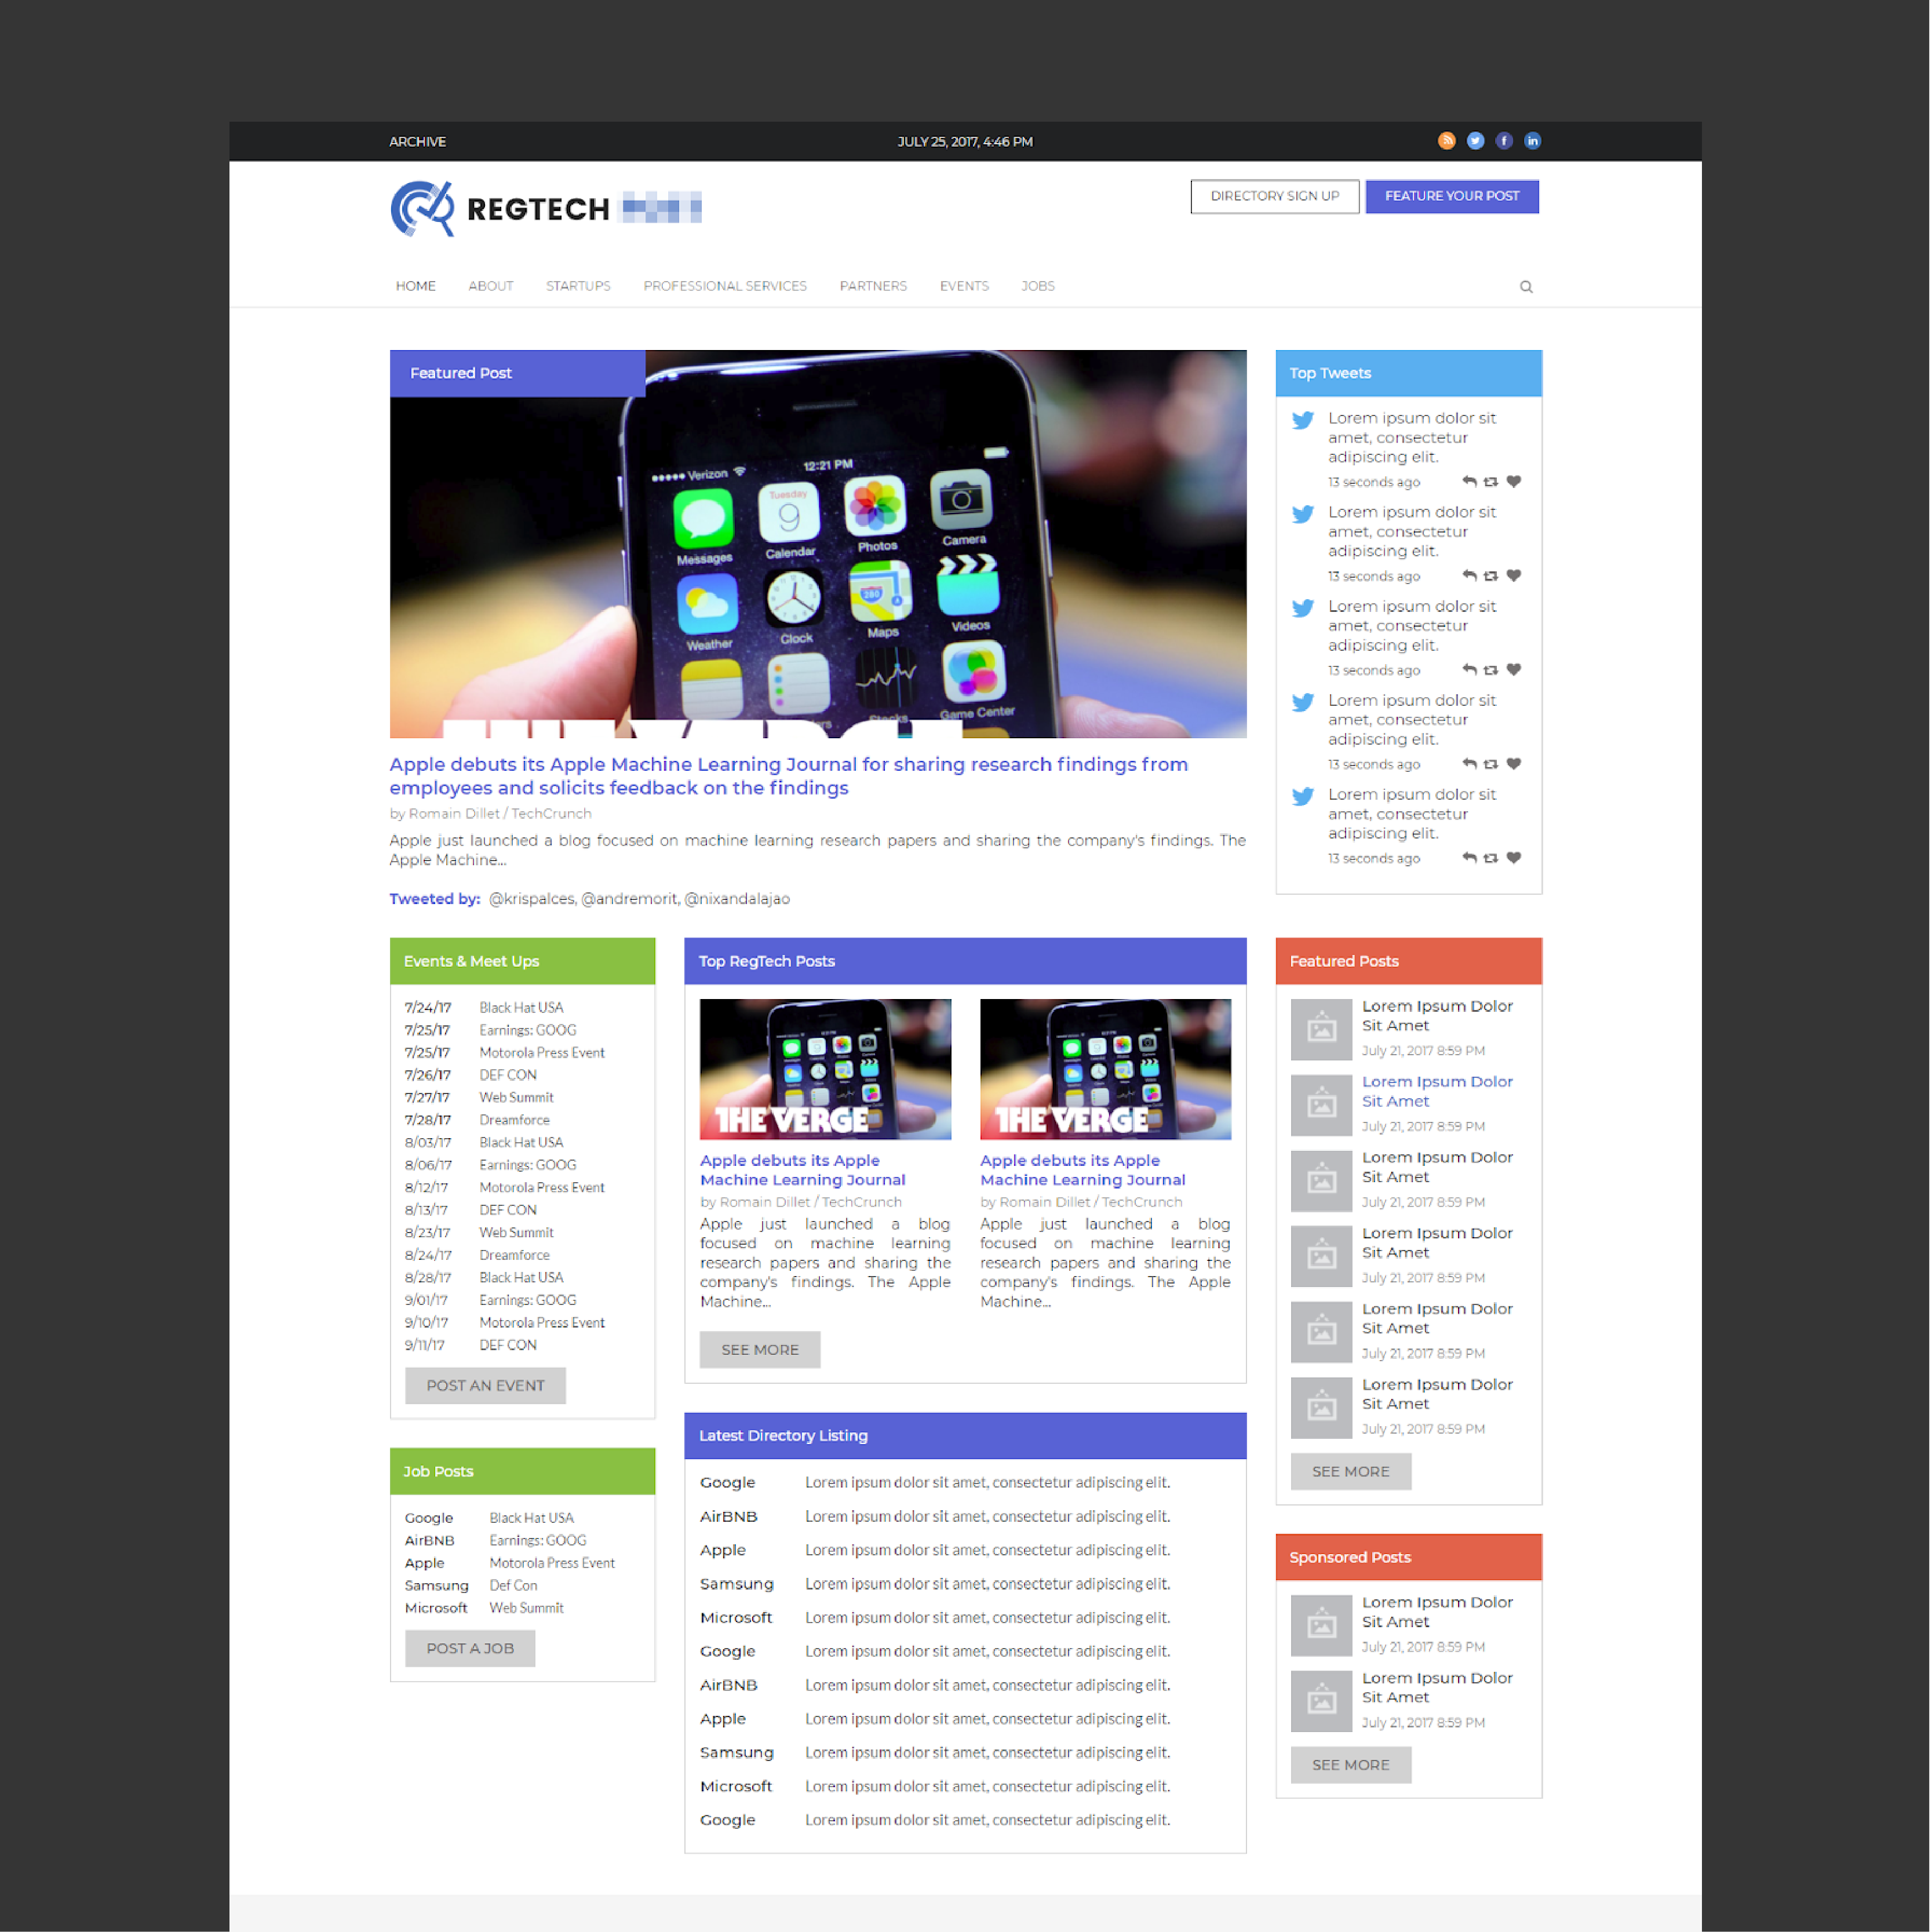 ARCHIVE
JULY 25, 2017, 4:46 PM
REGTECH
DIRECTORY SIGN UP
FEATURE YOUR POST
HOME
ABOUT
STARTUPS
PROFESSIONAL SERVICES
PARTNERS
EVENTS
JOBS
Featured Post
Verizon
12:21 PM
Tuesday
9
Messages
Calendar
Photos
Camera
280
Weather
Clock
Maps
Videos
Stocks
Game Center
Apple debuts its Apple Machine Learning Journal for sharing research findings from
employees and solicits feedback on the findings
by Romain Dillet / TechCrunch
Apple just launched a blog focused on machine learning research papers and sharing the company's findings. The
Apple Machine...
Tweeted by: @krispalces, @andremorit, @nixandalajao
Top Tweets
Lorem ipsum dolor sit
amet, consectetur
adipiscing elit.
13 seconds ago
Lorem ipsum dolor sit
amet, consectetur
adipiscing elit.
13 seconds ago
Lorem ipsum dolor sit
amet, consectetur
adipiscing elit.
13 seconds ago
Lorem ipsum dolor sit
amet, consectetur
adipiscing elit.
13 seconds ago
Lorem ipsum dolor sit
amet, consectetur
adipiscing elit.
13 seconds ago
Events & Meet Ups
7/24/17 Black Hat USA
7/25/17 Earnings: GOOG
7/25/17 Motorola Press Event
7/26/17 DEF CON
7/27/17 Web Summit
7/28/17 Dreamforce
8/03/17 Black Hat USA
8/06/17 Earnings: GOOG
8/12/17 Motorola Press Event
8/13/17 DEF CON
8/23/17 Web Summit
8/24/17 Dreamforce
8/28/17 Black Hat USA
9/01/17 Earnings: GOOG
9/10/17 Motorola Press Event
9/11/17 DEF CON
POST AN EVENT
Job Posts
Google Black Hat USA
AirBNB Earnings: GOOG
Apple Motorola Press Event
Samsung Def Con
Microsoft Web Summit
POST A JOB
Top RegTech Posts
THE VERGE
Apple debuts its Apple
Machine Learning Journal
by Romain Dillet / TechCrunch
Apple just launched a blog
focused on machine learning
research papers and sharing the
company's findings. The Apple
Machine...
THE VERGE
Apple debuts its Apple
Machine Learning Journal
by Romain Dillet / TechCrunch
Apple just launched a blog
focused on machine learning
research papers and sharing the
company's findings. The Apple
Machine...
SEE MORE
Latest Directory Listing
Google Lorem ipsum dolor sit amet, consectetur adipiscing elit.
AirBNB Lorem ipsum dolor sit amet, consectetur adipiscing elit.
Apple Lorem ipsum dolor sit amet, consectetur adipiscing elit.
Samsung Lorem ipsum dolor sit amet, consectetur adipiscing elit.
Microsoft Lorem ipsum dolor sit amet, consectetur adipiscing elit.
Google Lorem ipsum dolor sit amet, consectetur adipiscing elit.
AirBNB Lorem ipsum dolor sit amet, consectetur adipiscing elit.
Apple Lorem ipsum dolor sit amet, consectetur adipiscing elit.
Samsung Lorem ipsum dolor sit amet, consectetur adipiscing elit.
Microsoft Lorem ipsum dolor sit amet, consectetur adipiscing elit.
Google Lorem ipsum dolor sit amet, consectetur adipiscing elit.
Featured Posts
Lorem Ipsum Dolor
Sit Amet
July 21, 2017 8:59 PM
Lorem Ipsum Dolor
Sit Amet
July 21, 2017 8:59 PM
Lorem Ipsum Dolor
Sit Amet
July 21, 2017 8:59 PM
Lorem Ipsum Dolor
Sit Amet
July 21, 2017 8:59 PM
Lorem Ipsum Dolor
Sit Amet
July 21, 2017 8:59 PM
Lorem Ipsum Dolor
Sit Amet
July 21, 2017 8:59 PM
SEE MORE
Sponsored Posts
Lorem Ipsum Dolor
Sit Amet
July 21, 2017 8:59 PM
Lorem Ipsum Dolor
Sit Amet
July 21, 2017 8:59 PM
SEE MORE